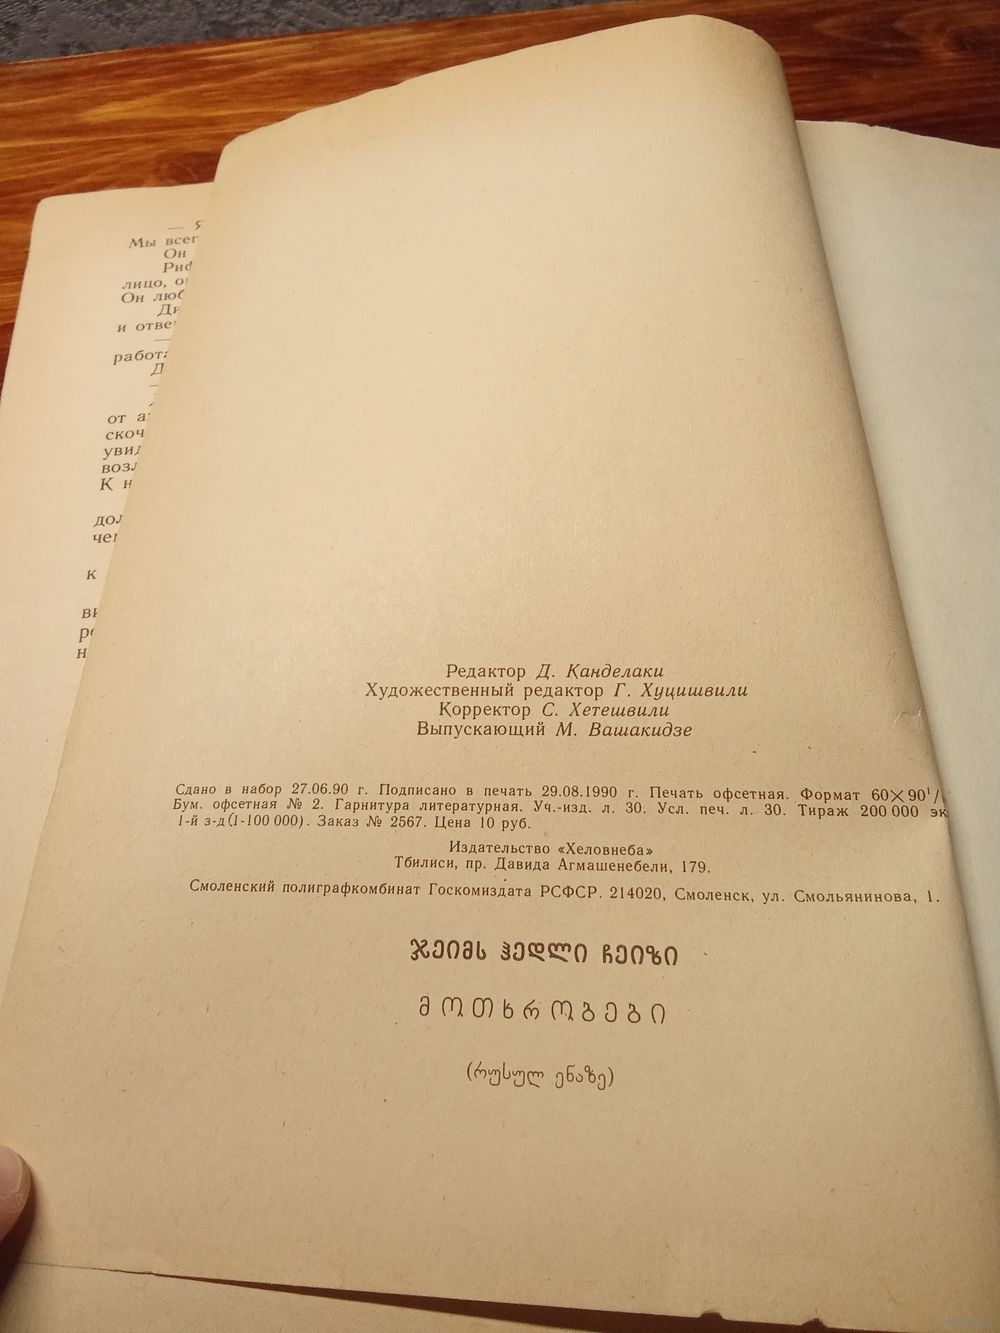 Мы всег
Он
лицо, о
Он люб
и отве
работа
от а
скоч
увид
возл
К н
дол
чем
к
ви
н
Редактор Д. Канделаки
Художественный редактор Г. Хуцишвили
Корректор С. Хетешвили
Выпускающий М. Вашакидзе
Сдано в набор 27.06.90 г. Подписано в печать 29.08.1990 г. Печать офсетная. Формат 60×90¹/
Бум. офсетная № 2. Гарнитура литературная. Уч.-изд. л. 30. Усл. печ. л. 30. Тираж 200 000 эк
1-й з-д (1-100 000). Заказ № 2567. Цена 10 руб.
Издательство «Хеловнеба»
Тбилиси, пр. Давида Агмашенебели, 179.
Смоленский полиграфкомбинат Госкомиздата РСФСР. 214020, Смоленск, ул. Смольянинова, 1.
ჯეიმს ჰედლი ჩეიზი
მოთხრობები
(რუსულ ენაზე)